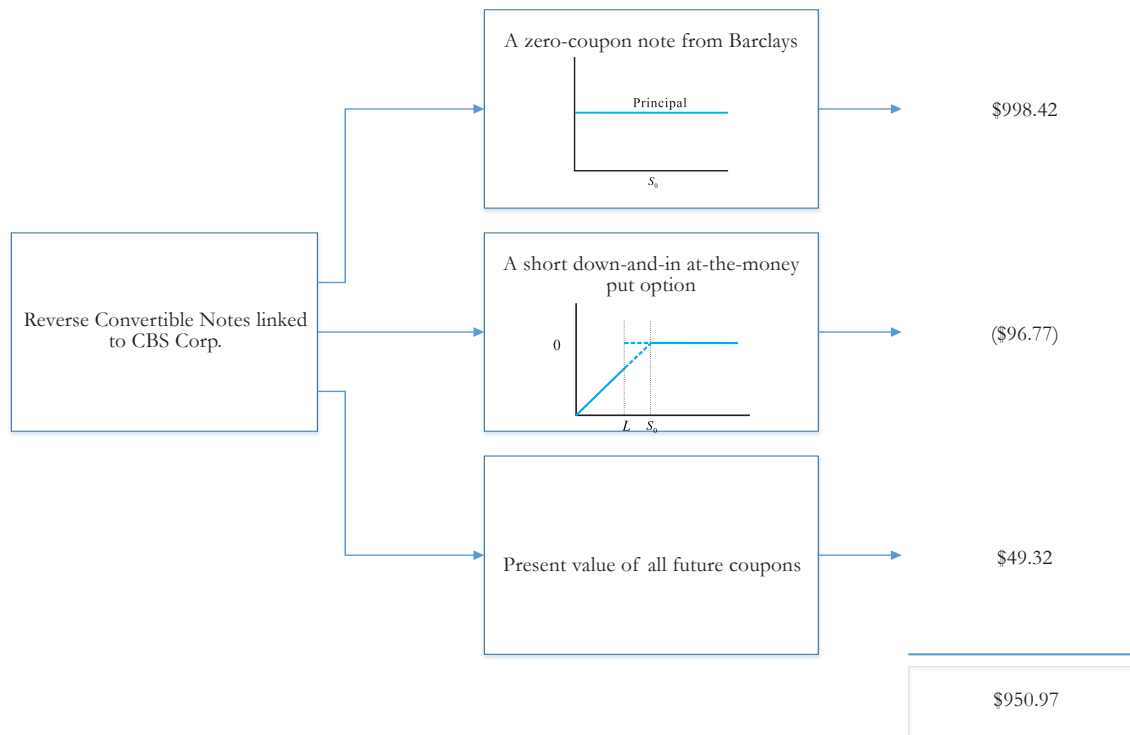 A zero-coupon note from Barclays
Principal
S₀
$998.42
Reverse Convertible Notes linked
to CBS Corp.
A short down-and-in at-the-money
put option
0
L S₀
($96.77)
Present value of all future coupons
$49.32
$950.97